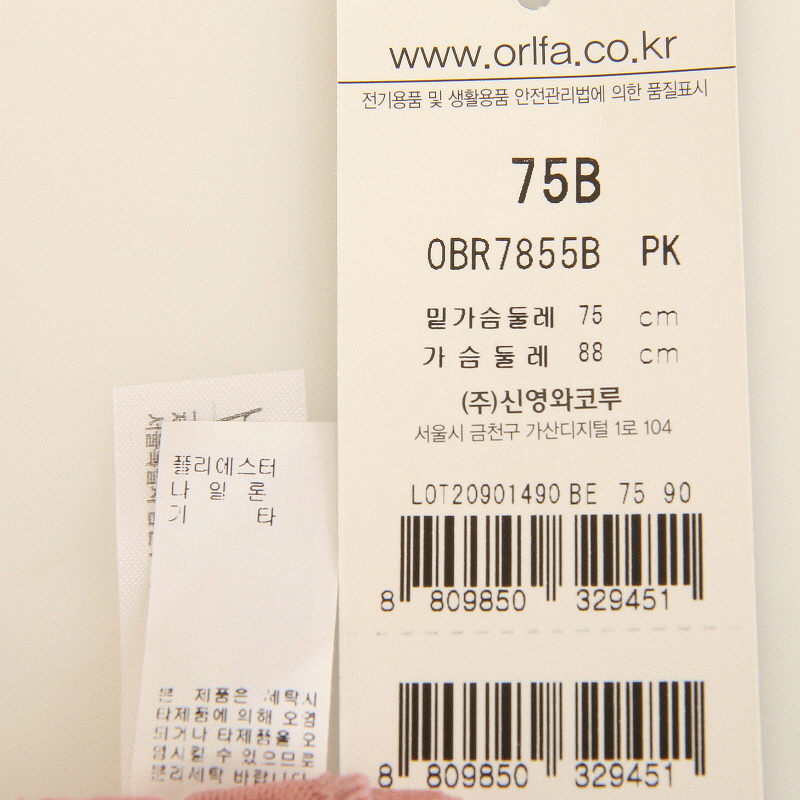 www.orlfa.co.kr
전기용품 및 생활용품 안전관리법에 의한 품질표시
75B
OBR7855B PK
밑가슴둘레 75 cm
가슴둘레 88 cm
(주)신영와코루
서울시 금천구 가산디지털 1로 104
LOT20901490 BE 75 90
8 809850 329451
8 809850 329451
폴리에스터
나일론
기타
본 제품은 세탁시
타제품에 의해 오염
되거나 타제품을 오
염시킬 수 있으므로
분리세탁 바랍니다